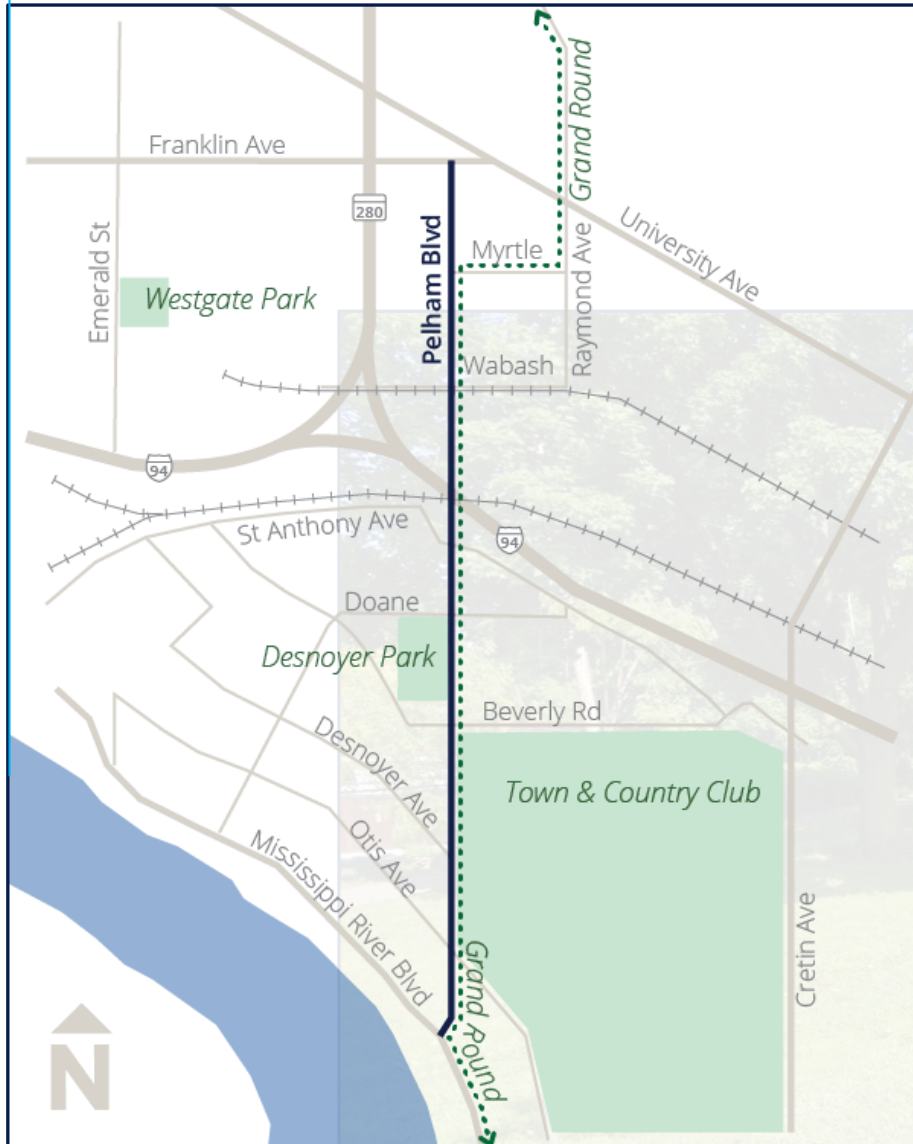 Grand Round
Franklin Ave
280
Emerald St
Pelham Blvd
Myrtle
Raymond Ave
University Ave
Westgate Park
Wabash
94
St Anthony Ave
94
Doane
Desnoyer Park
Beverly Rd
Desnoyer Ave
Town & Country Club
Otis Ave
Mississippi River Blvd
Grand Round
Cretin Ave
N